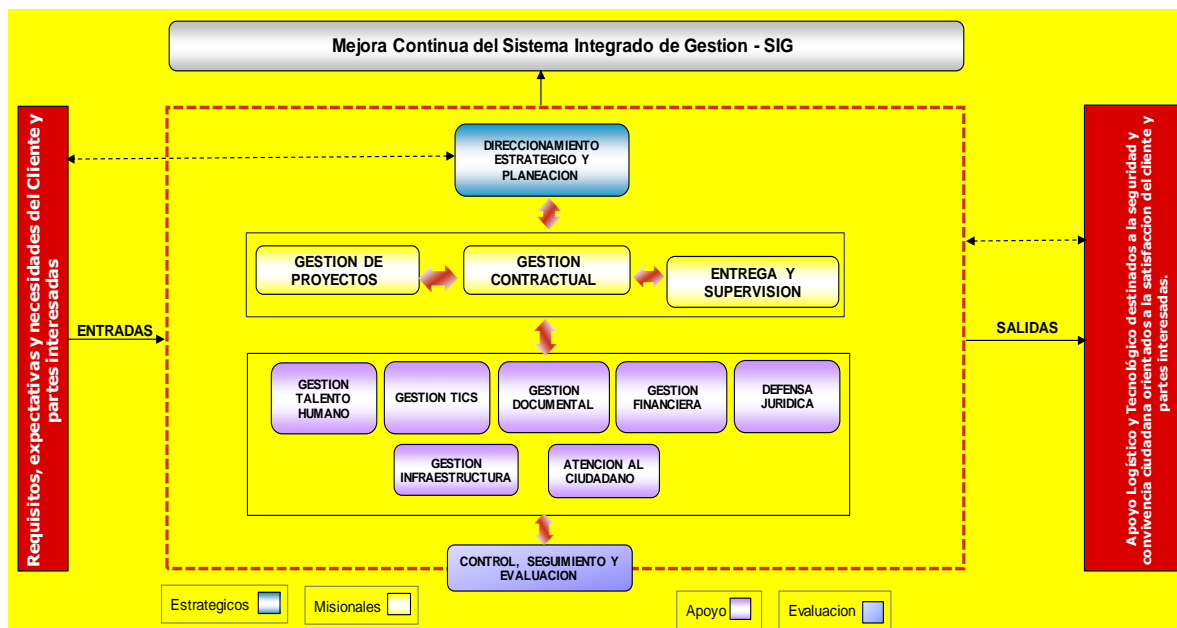 Mejora Continua del Sistema Integrado de Gestion - SIG
Requisitos, expectativas y necesidades del Cliente y
partes interesadas
DIRECCIONAMIENTO
ESTRATEGICO Y
PLANEACION
GESTION DE
PROYECTOS
GESTION
CONTRACTUAL
ENTREGA Y
SUPERVISION
ENTRADAS
SALIDAS
GESTION
TALENTO
HUMANO
GESTION TICS
GESTION
DOCUMENTAL
GESTION
FINANCIERA
DEFENSA
JURIDICA
GESTION
INFRAESTRUCTURA
ATENCION AL
CIUDADANO
CONTROL, SEGUIMIENTO Y
EVALUACION
Apoyo Logístico y Tecnológico destinados a la seguridad y
convivencia ciudadana orientados a la satisfaccion del cliente y
partes interesadas.
Estrategicos
Misionales
Apoyo
Evaluacion